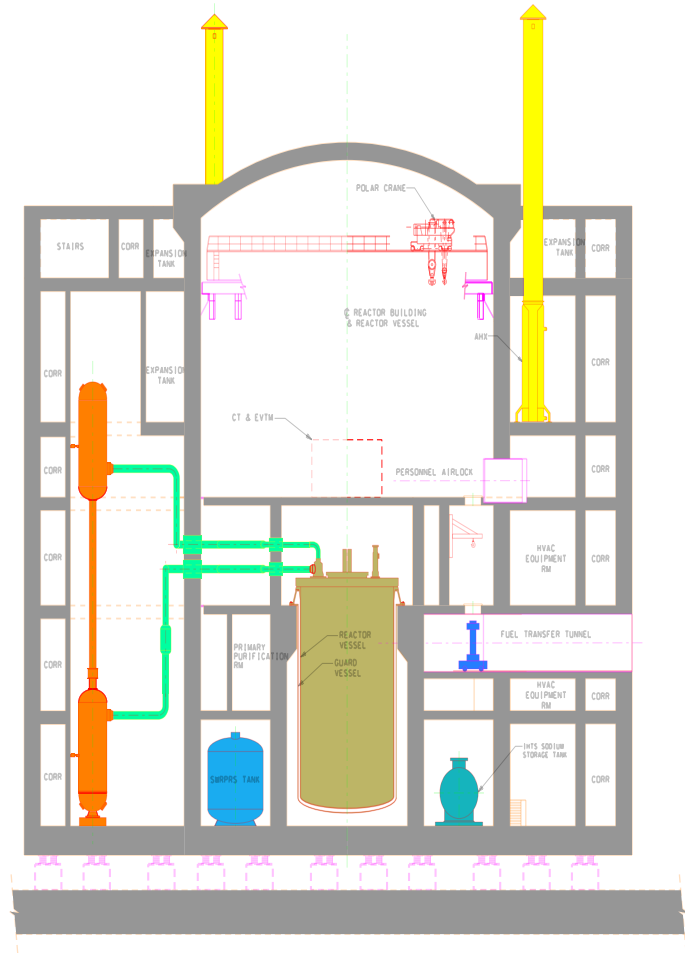 POLAR CRANE
STAIRS
CORR
EXPANSION
TANK
EXPANSION
TANK
CORR
℄ REACTOR BUILDING
& REACTOR VESSEL
AHX
CORR
EXPANSION
TANK
CORR
CT & EVTM
CORR
PERSONNEL AIRLOCK
CORR
CORR
HVAC
EQUIPMENT
RM
CORR
REACTOR
VESSEL
FUEL TRANSFER TUNNEL
PRIMARY
PURIFICATION
RM
CORR
GUARD
VESSEL
HVAC
EQUIPMENT
RM
CORR
IHTS SODIUM
STORAGE TANK
CORR
SWRPRS TANK
CORR